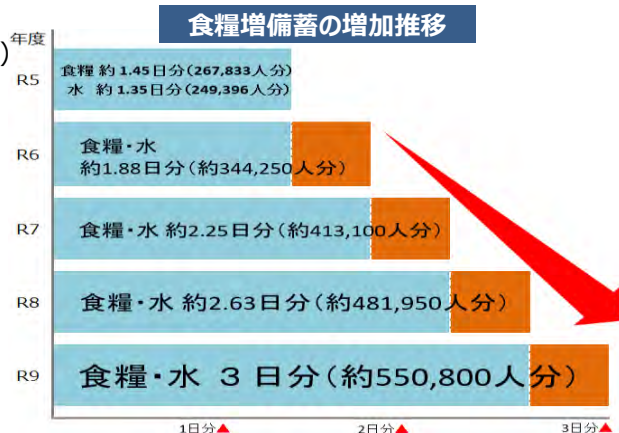 食糧増備蓄の増加推移
年度
)
R5
食糧 約1.45日分(267,833人分)
水 約1.35日分(249,396人分)
R6
食糧・水
約1.88日分(約344,250人分)
R7
食糧・水 約2.25日分(約413,100人分)
R8
食糧・水 約2.63日分(約481,950人分)
R9
食糧・水 3 日分(約550,800人分)
1日分▲ 2日分▲ 3日分▲